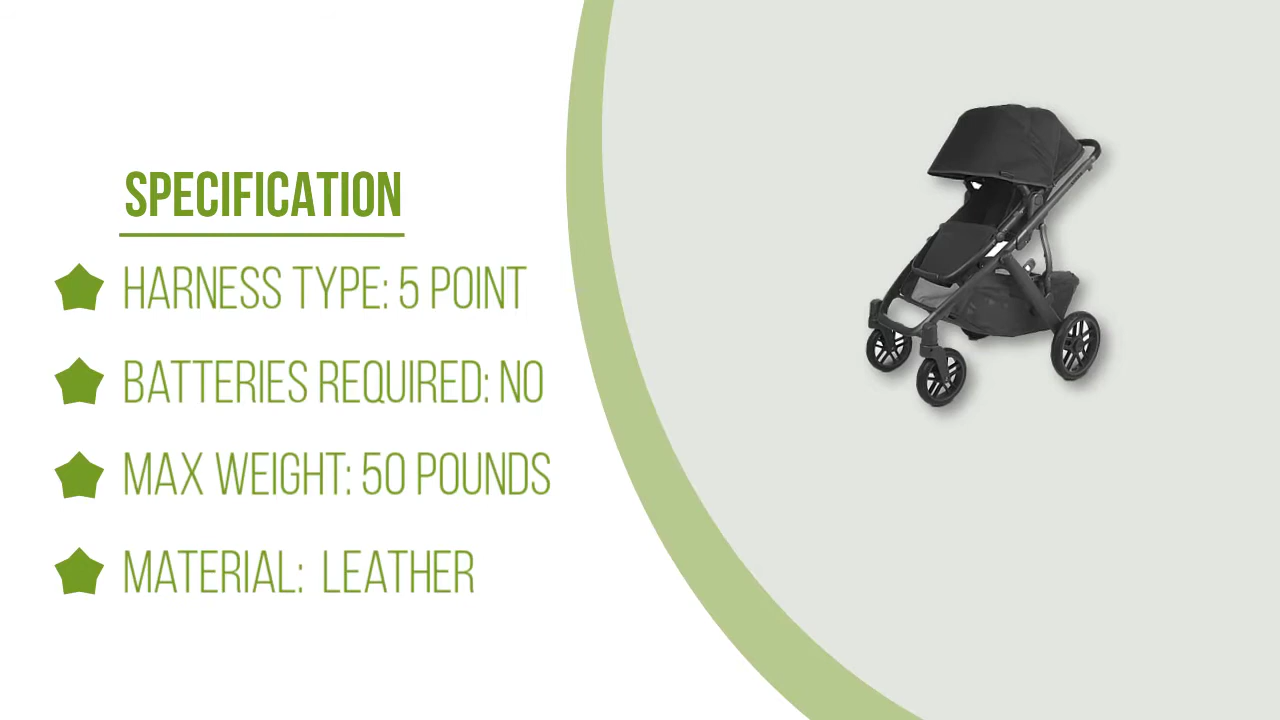 SPECIFICATION
HARNESS TYPE: 5 POINT
BATTERIES REQUIRED: NO
MAX WEIGHT: 50 POUNDS
MATERIAL: LEATHER